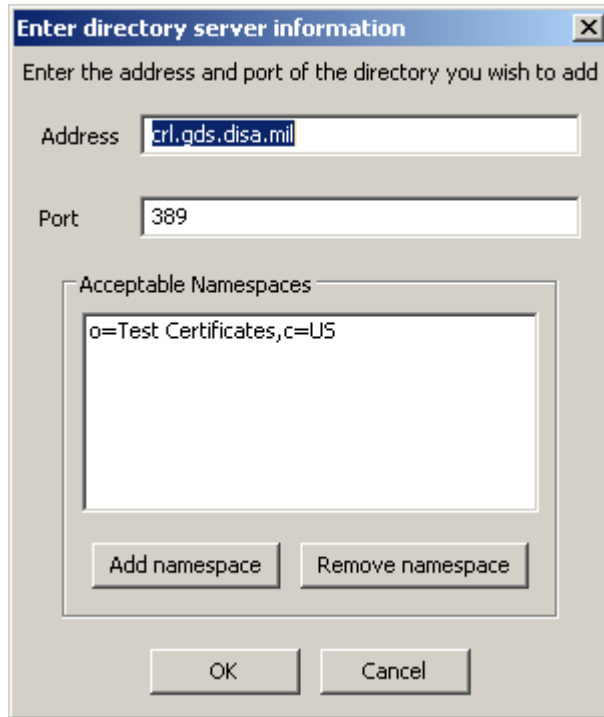 Enter directory server information
Enter the address and port of the directory you wish to add
Address crl.gds.disa.mil
Port 389
Acceptable Namespaces
o=Test Certificates,c=US
Add namespace Remove namespace
OK Cancel